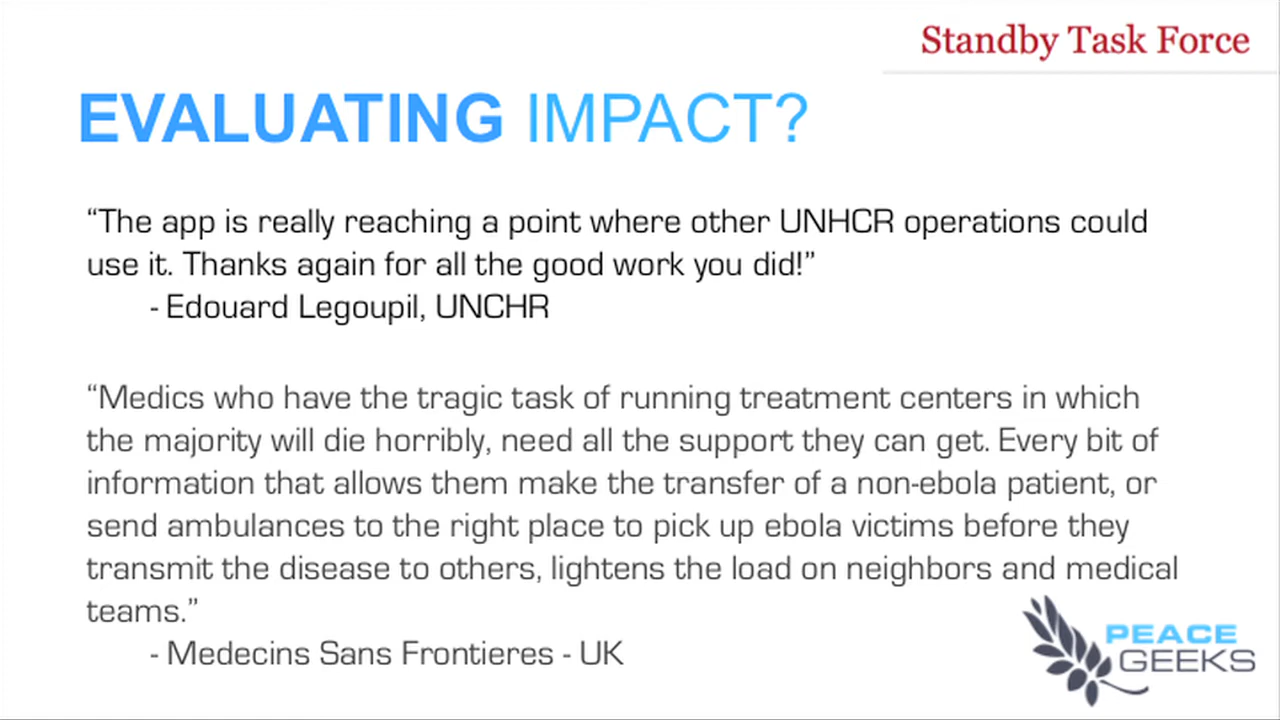 Standby Task Force
EVALUATING IMPACT?
“The app is really reaching a point where other UNHCR operations could
use it. Thanks again for all the good work you did!”
- Edouard Legoupil, UNCHR
“Medics who have the tragic task of running treatment centers in which
the majority will die horribly, need all the support they can get. Every bit of
information that allows them make the transfer of a non-ebola patient, or
send ambulances to the right place to pick up ebola victims before they
transmit the disease to others, lightens the load on neighbors and medical
teams.”
- Medecins Sans Frontieres - UK
PEACE
GEEKS